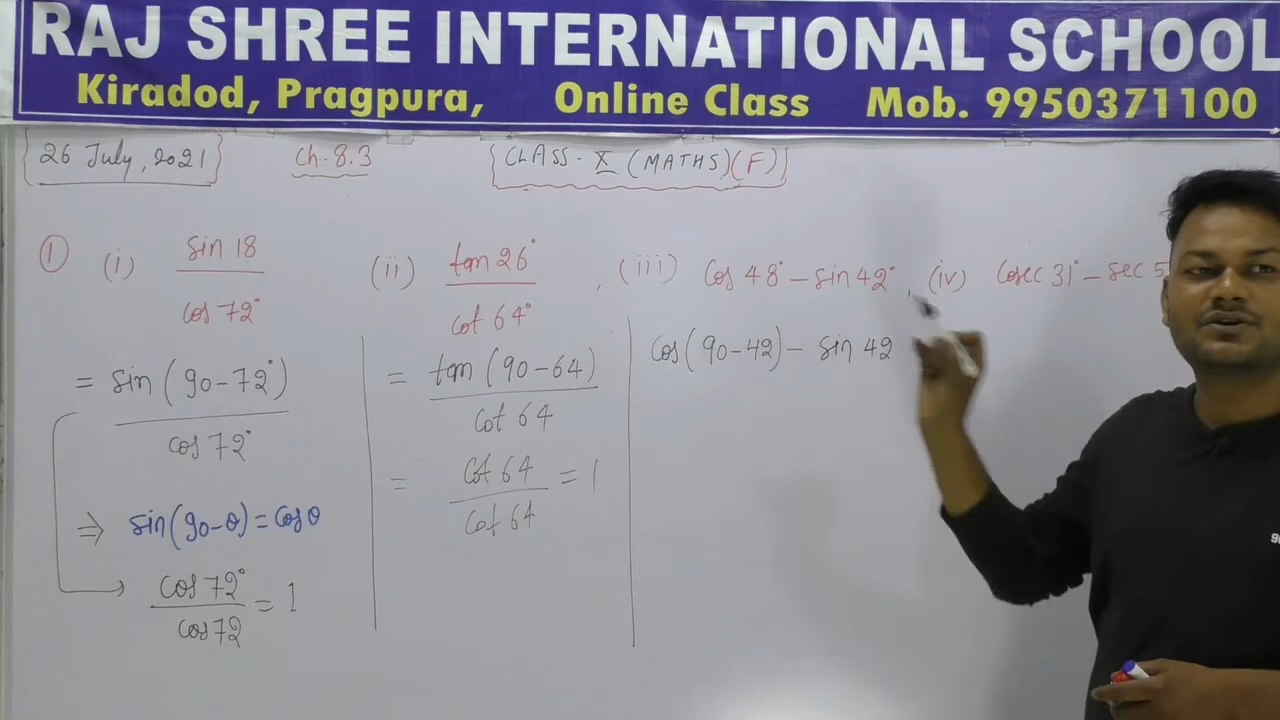 RAJ SHREE INTERNATIONAL SCHOOL
Kiradod, Pragpura, Online Class Mob. 9950371100
26 July, 2021 Ch-8.3 CLASS-X (MATHS)(F)
① (i) sin 18 / cos 72° (ii) tan 26° / cot 64° , (iii) cos 48° - sin 42° , (iv) cosec 31° - sec 5
= sin (90-72°) / cos 72°
⇒ sin(90-θ) = cos θ
cos 72° / cos 72 = 1
= tan (90-64) / cot 64
= cot 64 / cot 64 = 1
cos (90-42) - sin 42